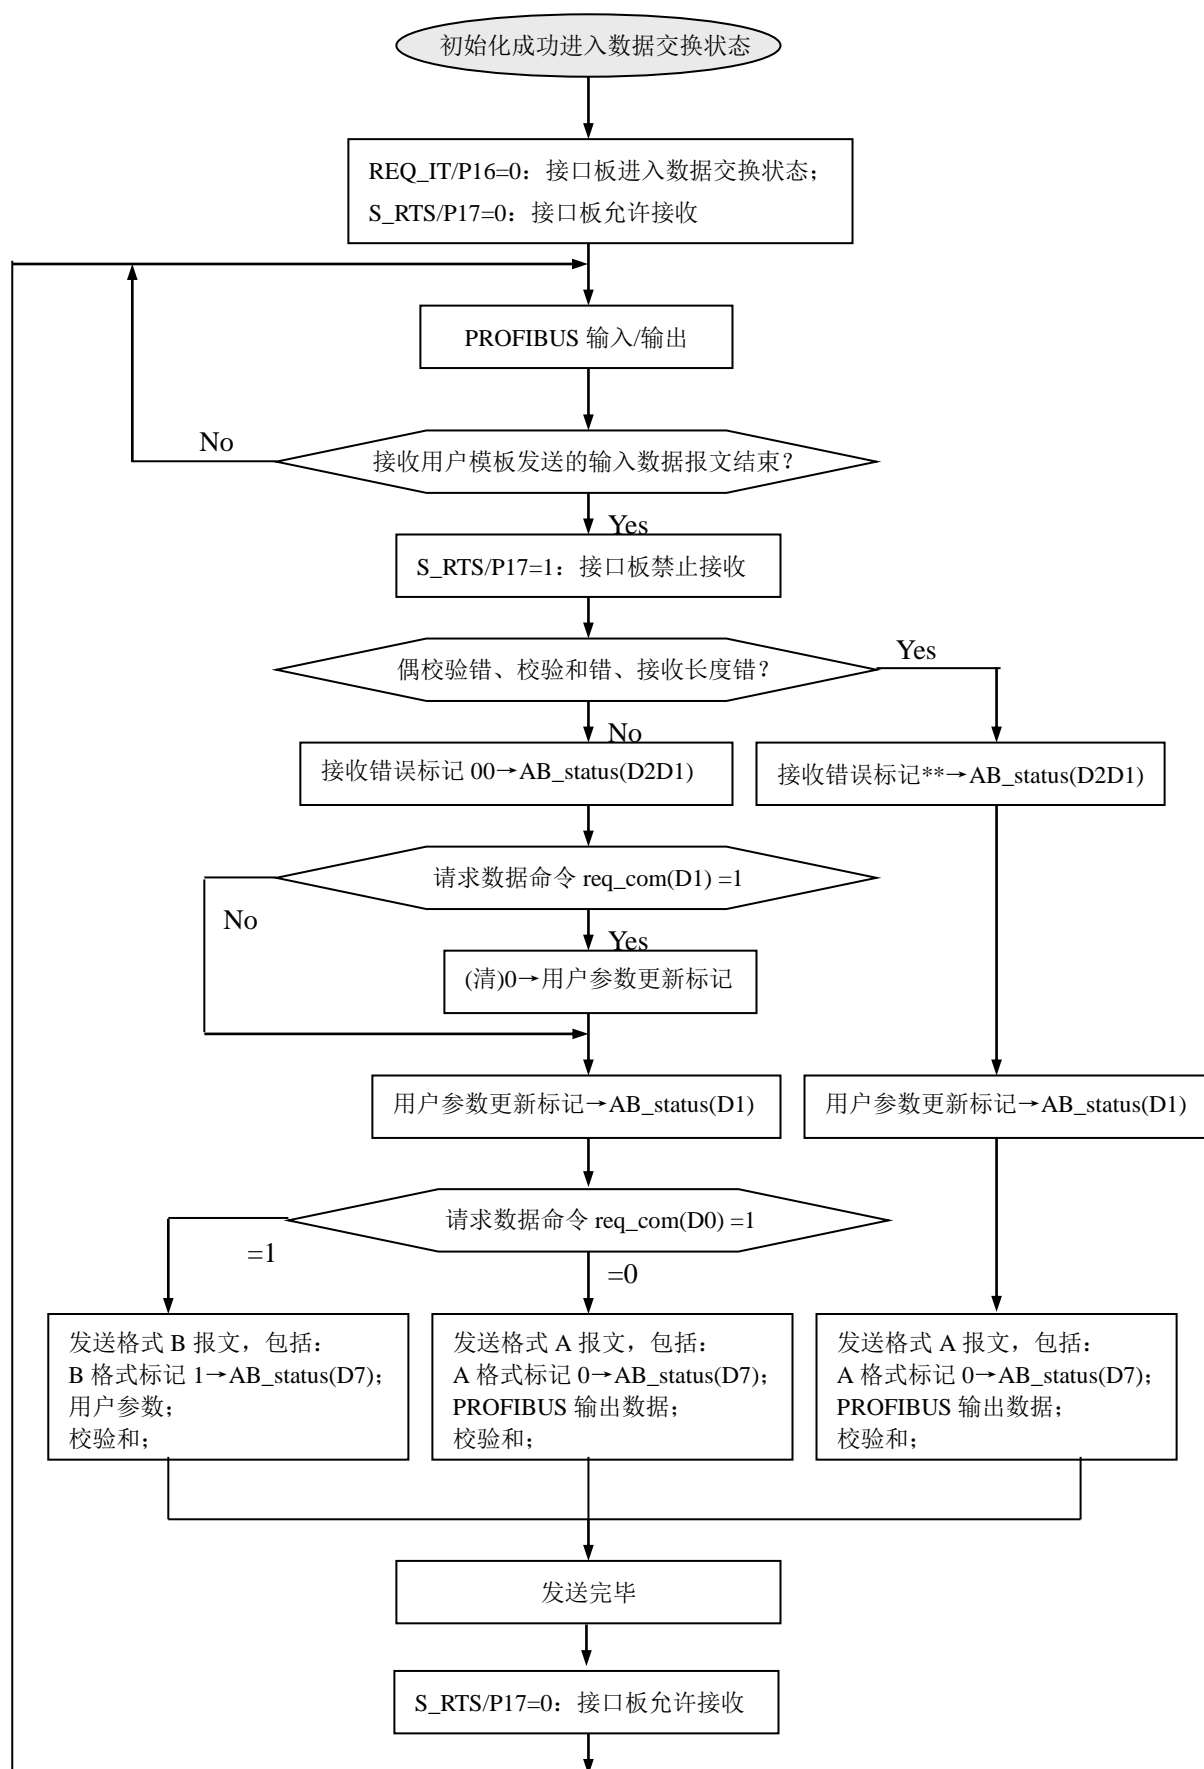 初始化成功进入数据交换状态
REQ_IT/P16=0：接口板进入数据交换状态；
S_RTS/P17=0：接口板允许接收
PROFIBUS 输入/输出
No
接收用户模板发送的输入数据报文结束？
Yes
S_RTS/P17=1：接口板禁止接收
偶校验错、校验和错、接收长度错？
Yes
No
接收错误标记 00→AB_status(D2D1)
接收错误标记**→AB_status(D2D1)
请求数据命令 req_com(D1) =1
No
Yes
(清)0→用户参数更新标记
用户参数更新标记→AB_status(D1)
用户参数更新标记→AB_status(D1)
请求数据命令 req_com(D0) =1
=1
=0
发送格式 B 报文，包括：
B 格式标记 1→AB_status(D7)；
用户参数；
校验和；
发送格式 A 报文，包括：
A 格式标记 0→AB_status(D7)；
PROFIBUS 输出数据；
校验和；
发送格式 A 报文，包括：
A 格式标记 0→AB_status(D7)；
PROFIBUS 输出数据；
校验和；
发送完毕
S_RTS/P17=0：接口板允许接收